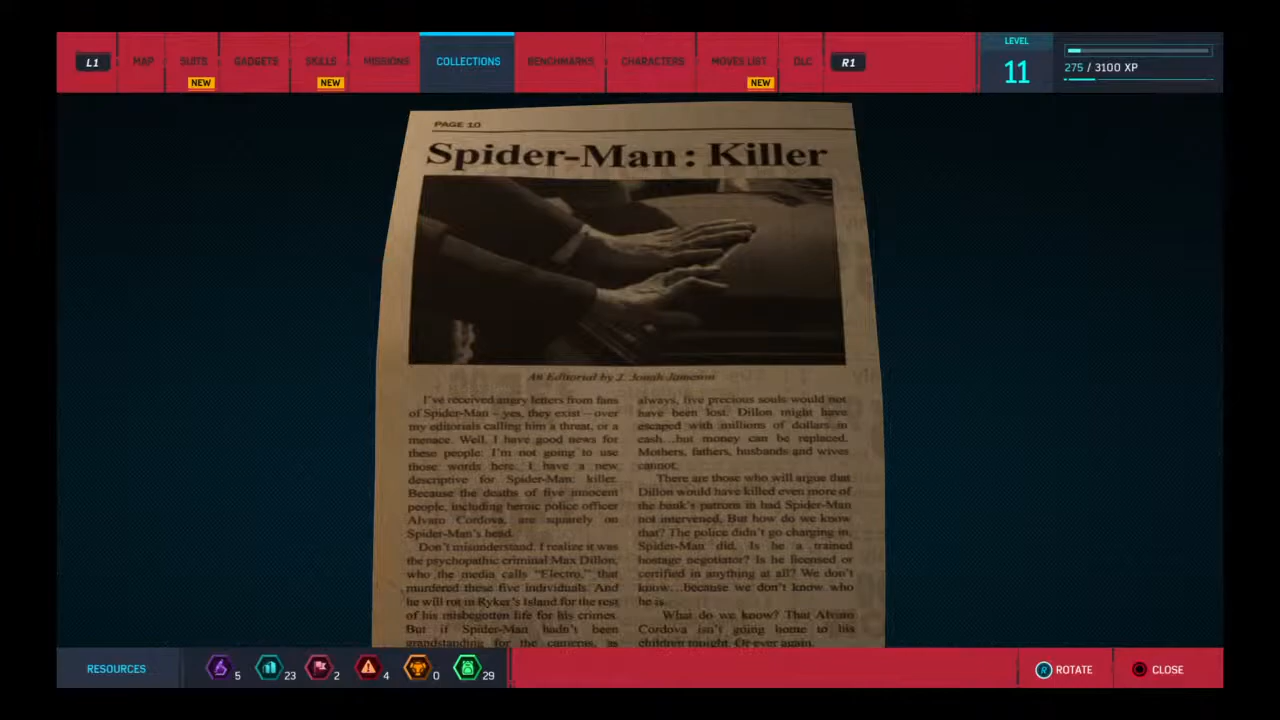 L1 MAP SUITS GADGETS SKILLS MISSIONS COLLECTIONS BENCHMARKS CHARACTERS MOVES LIST DLC R1
NEW NEW NEW
LEVEL
11
275 / 3100 XP
PAGE 10
Spider-Man: Killer
An Editorial by J. Jonah Jameson
I've received angry letters from fans
of Spider-Man – yes, they exist – over
my editorials calling him a threat, or a
menace. Well, I have good news for
these people: I'm not going to use
those words here. I have a new
descriptive for Spider-Man: killer.
Because the deaths of five innocent
people, including heroic police officer
Alvaro Cordova, are squarely on
Spider-Man's head.
Don't misunderstand. I realize it was
the psychopathic criminal Max Dillon,
who the media calls "Electro," that
murdered these five individuals. And
he will rot in Ryker's Island for the rest
of his misbegotten life for his crimes.
But if Spider-Man hadn't been
grandstanding for the cameras, as
always, five precious souls would not
have been lost. Dillon might have
escaped with millions of dollars in
cash...but money can be replaced.
Mothers, fathers, husbands and wives
cannot.
There are those who will argue that
Dillon would have killed even more of
the bank's patrons in had Spider-Man
not intervened. But how do we know
that? The police didn't go charging in.
Spider-Man did. Is he a trained
hostage negotiator? Is he licensed or
certified in anything at all? We don't
know...because we don't know who
he is.
What do we know? That Alvaro
Cordova isn't going home to his
children tonight. Or ever again.
RESOURCES 5 23 2 4 0 29
R ROTATE CLOSE